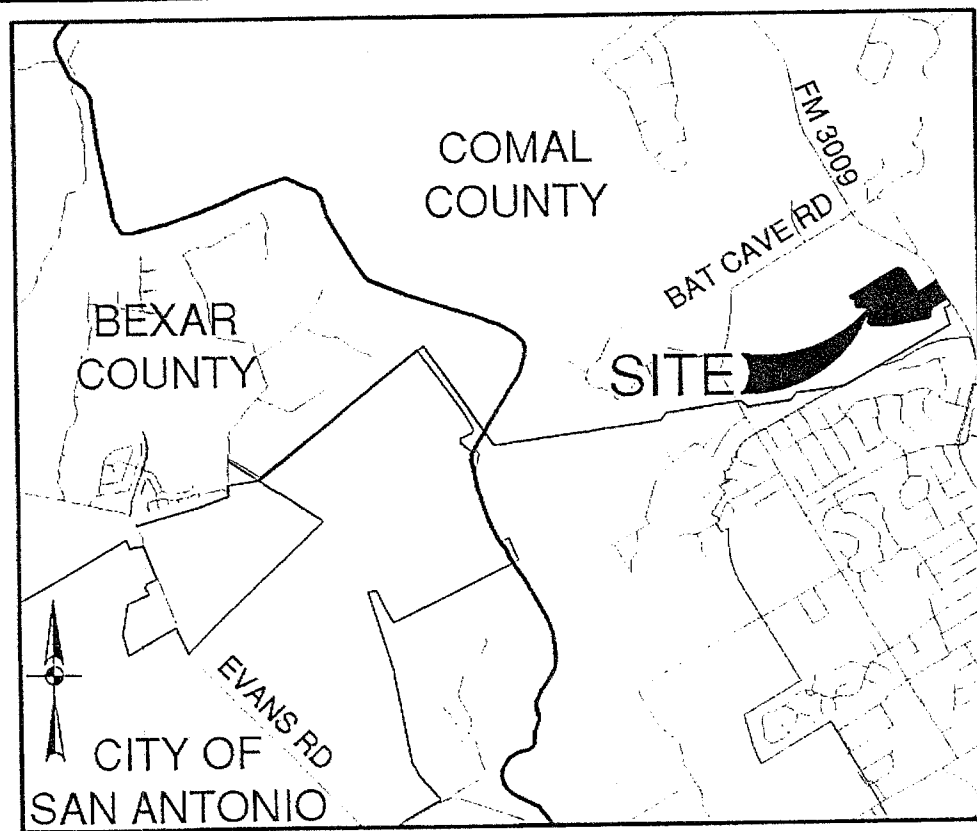 COMAL
COUNTY
FM 3009
BAT CAVE RD
BEXAR
COUNTY
SITE
EVANS RD
CITY OF
SAN ANTONIO